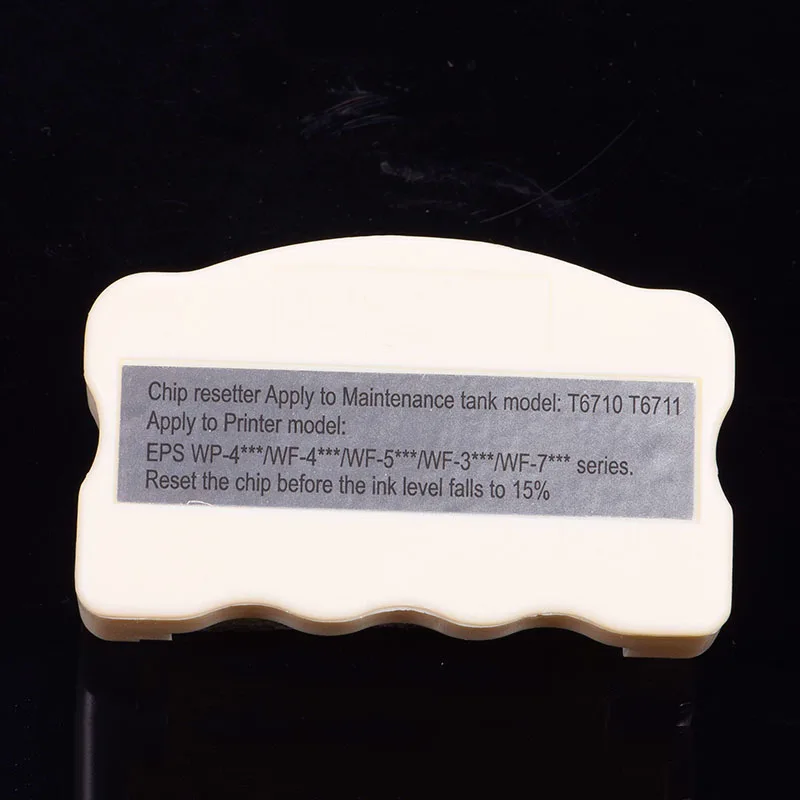 Chip resetter Apply to Maintenance tank model: T6710 T6711
Apply to Printer model:
EPS WP-4***/WF-4***/WF-5***/WF-3***/WF-7*** series.
Reset the chip before the ink level falls to 15%